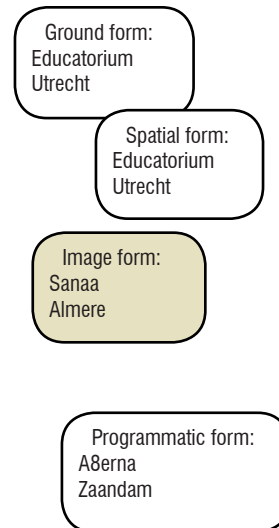 Ground form:
Educatorium
Utrecht
Spatial form:
Educatorium
Utrecht
Image form:
Sanaa
Almere
Programmatic form:
A8erna
Zaandam